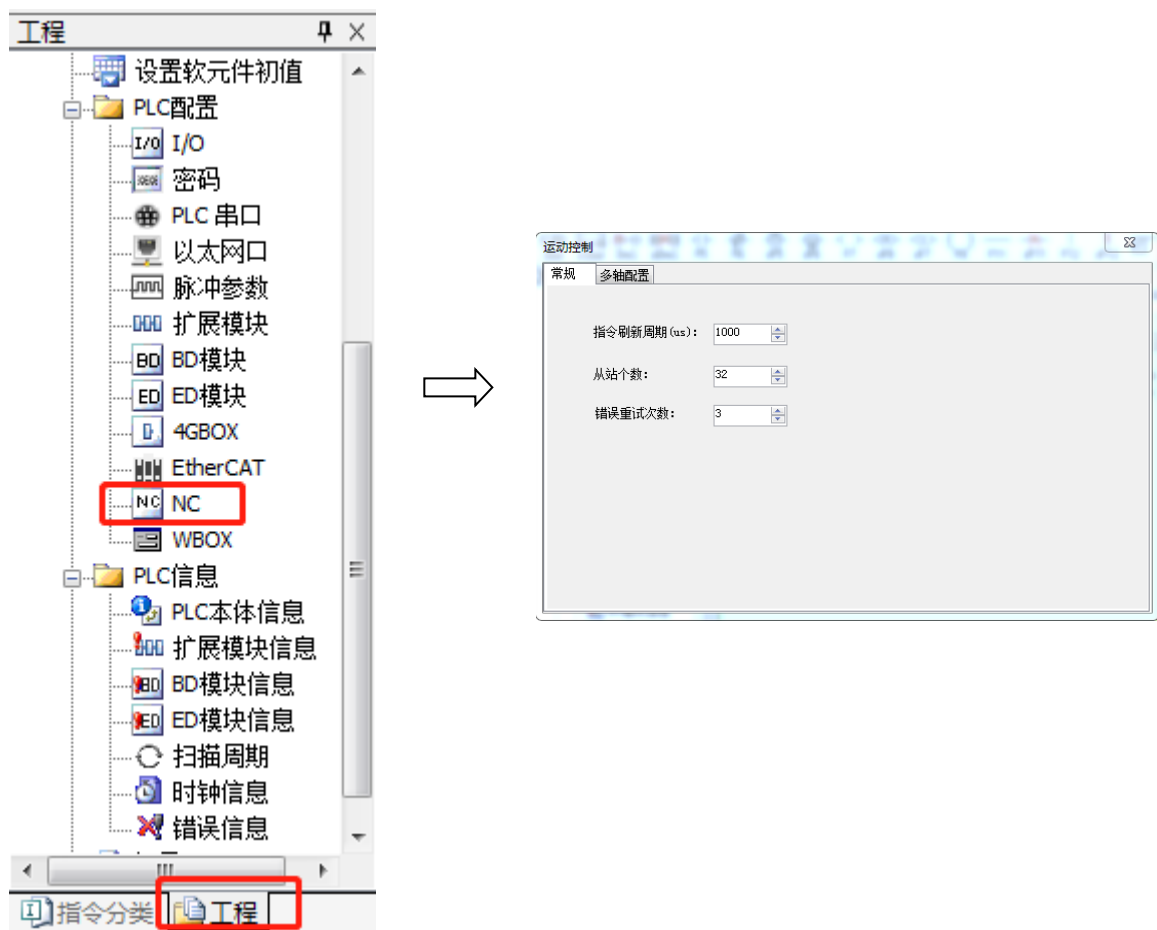 工程
设置软元件初值
PLC配置
I/O I/O
密码
PLC 串口
以太网口
脉冲参数
扩展模块
BD BD模块
ED ED模块
4GBOX
EtherCAT
NC NC
WBOX
PLC信息
PLC本体信息
扩展模块信息
BD BD模块信息
ED ED模块信息
扫描周期
时钟信息
错误信息
指令分类 工程
运动控制
常规 多轴配置
指令刷新周期(us): 1000
从站个数: 32
错误重试次数: 3